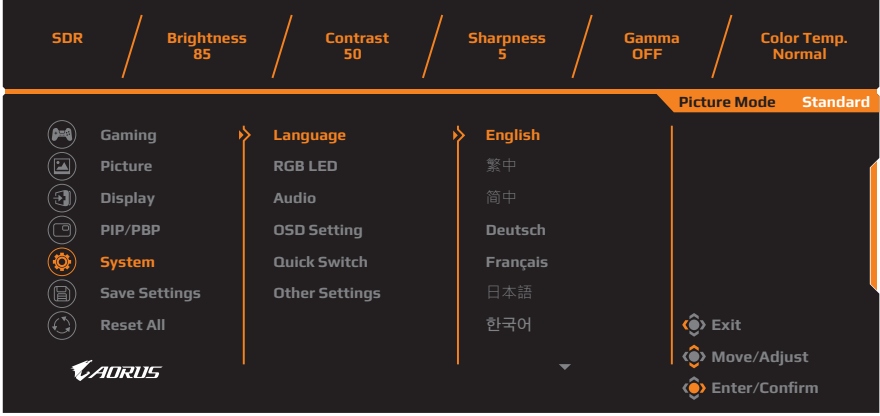 SDR
Brightness
85
Contrast
50
Sharpness
5
Gamma
OFF
Color Temp.
Normal
Picture Mode Standard
Gaming
Picture
Display
PIP/PBP
System
Save Settings
Reset All
Language
RGB LED
Audio
OSD Setting
Quick Switch
Other Settings
English
繁中
简中
Deutsch
Français
日本語
한국어
Exit
Move/Adjust
Enter/Confirm
AORUS